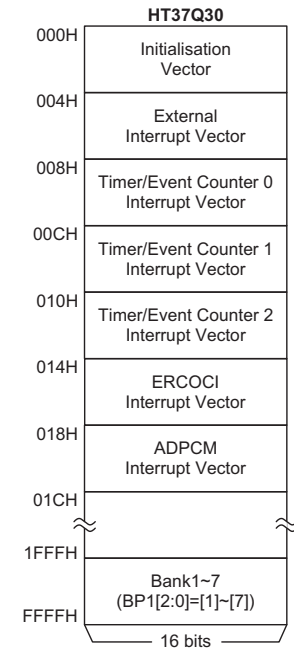 HT37Q30
000H
Initialisation
Vector
004H
External
Interrupt Vector
008H
Timer/Event Counter 0
Interrupt Vector
00CH
Timer/Event Counter 1
Interrupt Vector
010H
Timer/Event Counter 2
Interrupt Vector
014H
ERCOCI
Interrupt Vector
018H
ADPCM
Interrupt Vector
01CH
1FFFH
Bank1~7
(BP1[2:0]=[1]~[7])
FFFFH
16 bits